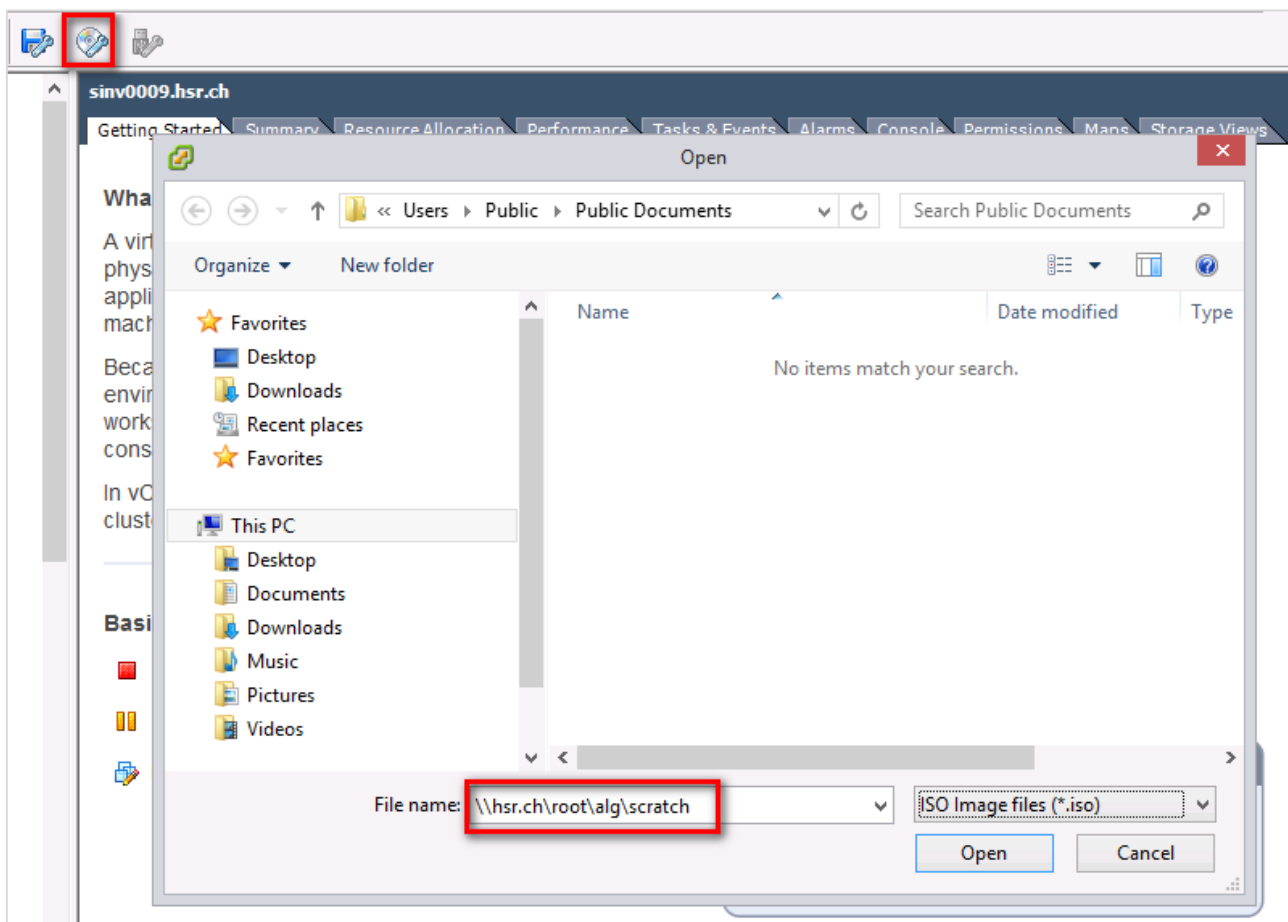 sinv0009.hsr.ch
Getting Started Summary Resource Allocation Performance Tasks & Events Alarms Console Permissions Maps Storage Views
Open
« Users Public Public Documents
Search Public Documents
Organize New folder
Name Date modified Type
No items match your search.
Favorites
Desktop
Downloads
Recent places
Favorites
This PC
Desktop
Documents
Downloads
Music
Pictures
Videos
Wha
A virt
phys
appli
mach
Beca
envir
work
cons
In vC
clust
Basi
File name: \\hsr.ch\root\alg\scratch
ISO Image files (*.iso)
Open Cancel